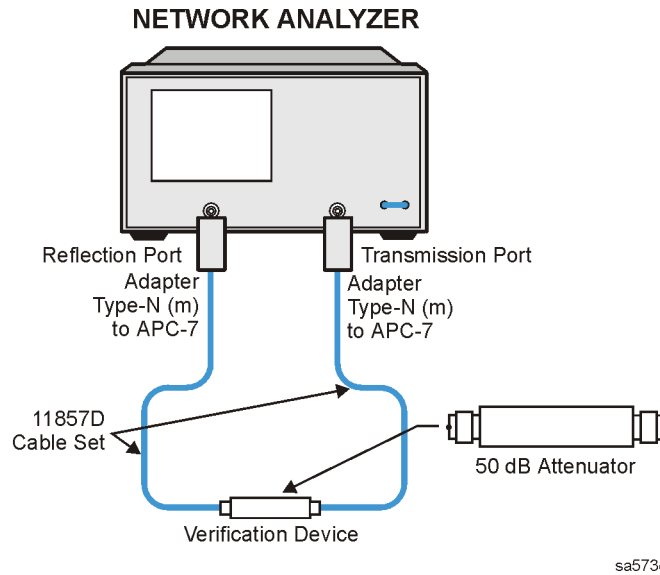 NETWORK ANALYZER
Reflection Port
Adapter
Type-N (m)
to APC-7
Transmission Port
Adapter
Type-N (m)
to APC-7
11857D
Cable Set
50 dB Attenuator
Verification Device